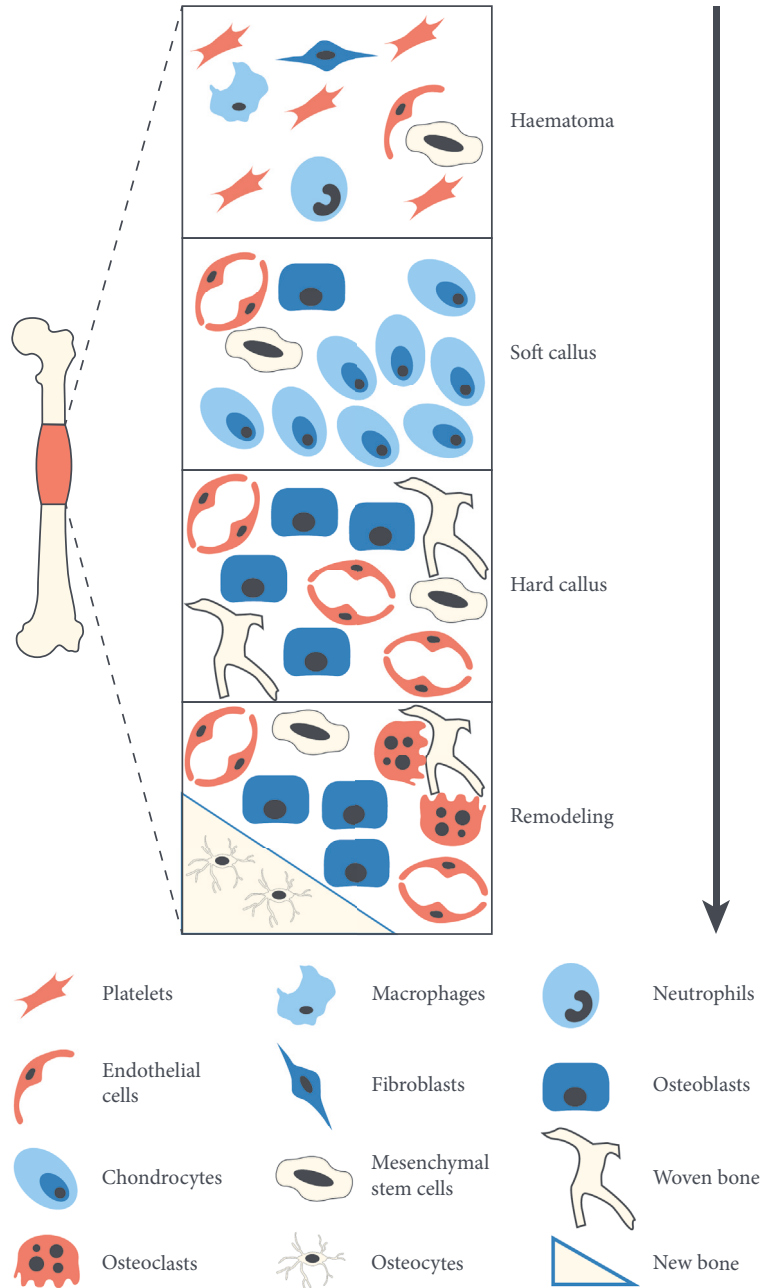 Haematoma
Soft callus
Hard callus
Remodeling
Platelets
Macrophages
Neutrophils
Endothelial
cells
Fibroblasts
Osteoblasts
Chondrocytes
Mesenchymal
stem cells
Woven bone
Osteoclasts
Osteocytes
New bone